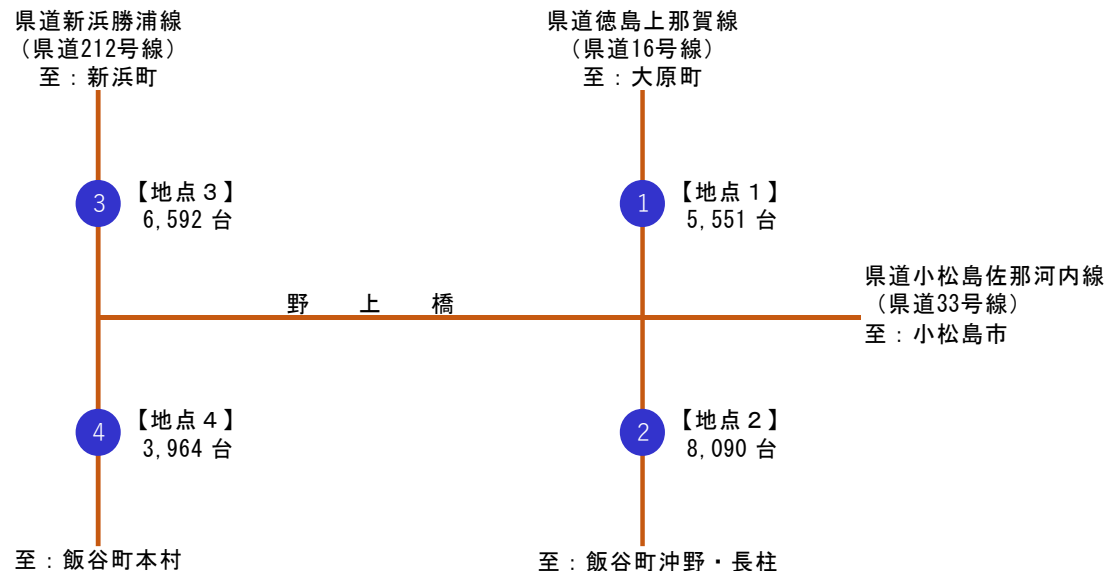 県道新浜勝浦線
（県道212号線）
至：新浜町
県道徳島上那賀線
（県道16号線）
至：大原町
3
【地点３】
6,592 台
1
【地点１】
5,551 台
野　上　橋
県道小松島佐那河内線
（県道33号線）
至：小松島市
4
【地点４】
3,964 台
2
【地点２】
8,090 台
至：飯谷町本村
至：飯谷町沖野・長柱